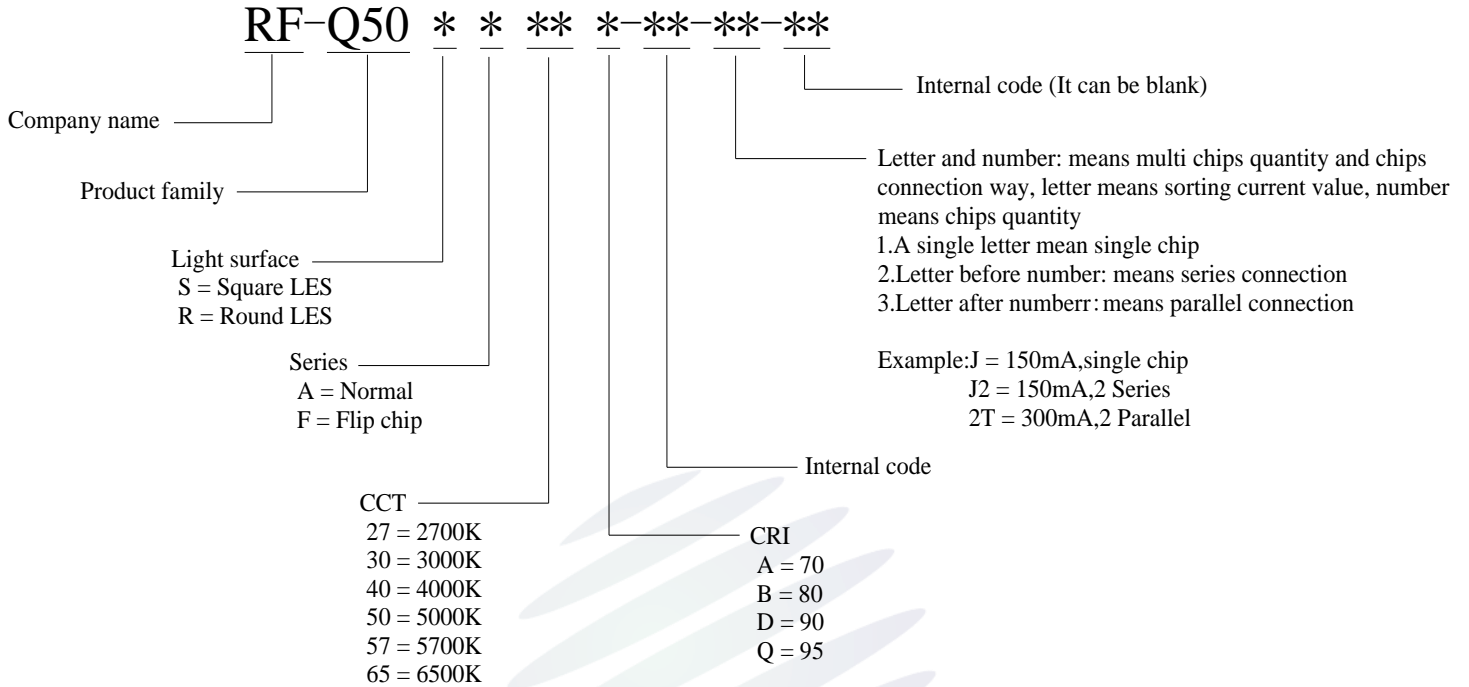 RF-Q50 * * ** *-**-**-**
Internal code (It can be blank)
Company name
Letter and number: means multi chips quantity and chips
connection way, letter means sorting current value, number
means chips quantity
1.A single letter mean single chip
2.Letter before number: means series connection
3.Letter after numberr:means parallel connection
Example:J = 150mA,single chip
J2 = 150mA,2 Series
2T = 300mA,2 Parallel
Product family
Light surface
S = Square LES
R = Round LES
Series
A = Normal
F = Flip chip
Internal code
CCT
27 = 2700K
30 = 3000K
40 = 4000K
50 = 5000K
57 = 5700K
65 = 6500K
CRI
A = 70
B = 80
D = 90
Q = 95